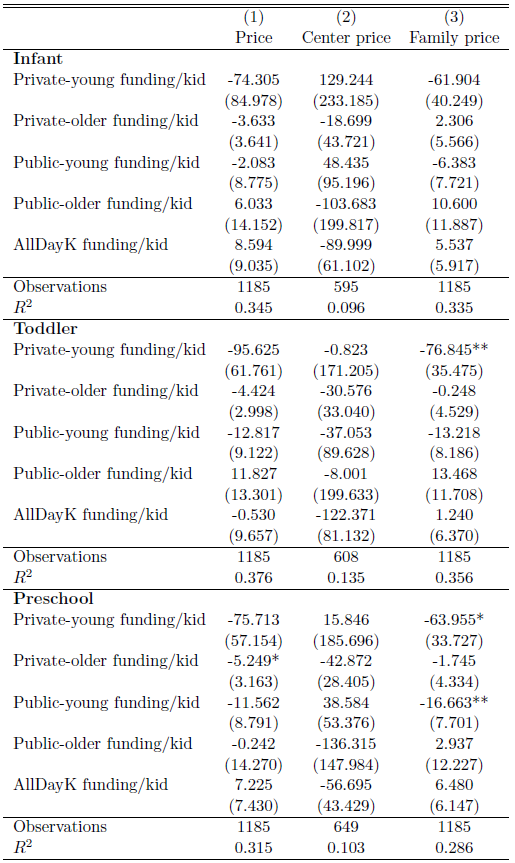 (1) (2) (3)
Price Center price Family price
Infant
Private-young funding/kid -74.305 129.244 -61.904
(84.978) (233.185) (40.249)
Private-older funding/kid -3.633 -18.699 2.306
(3.641) (43.721) (5.566)
Public-young funding/kid -2.083 48.435 -6.383
(8.775) (95.196) (7.721)
Public-older funding/kid 6.033 -103.683 10.600
(14.152) (199.817) (11.887)
AllDayK funding/kid 8.594 -89.999 5.537
(9.035) (61.102) (5.917)
Observations 1185 595 1185
R² 0.345 0.096 0.335
Toddler
Private-young funding/kid -95.625 -0.823 -76.845**
(61.761) (171.205) (35.475)
Private-older funding/kid -4.424 -30.576 -0.248
(2.998) (33.040) (4.529)
Public-young funding/kid -12.817 -37.053 -13.218
(9.122) (89.628) (8.186)
Public-older funding/kid 11.827 -8.001 13.468
(13.301) (199.633) (11.708)
AllDayK funding/kid -0.530 -122.371 1.240
(9.657) (81.132) (6.370)
Observations 1185 608 1185
R² 0.376 0.135 0.356
Preschool
Private-young funding/kid -75.713 15.846 -63.955*
(57.154) (185.696) (33.727)
Private-older funding/kid -5.249* -42.872 -1.745
(3.163) (28.405) (4.334)
Public-young funding/kid -11.562 38.584 -16.663**
(8.791) (53.376) (7.701)
Public-older funding/kid -0.242 -136.315 2.937
(14.270) (147.984) (12.227)
AllDayK funding/kid 7.225 -56.695 6.480
(7.430) (43.429) (6.147)
Observations 1185 649 1185
R² 0.315 0.103 0.286